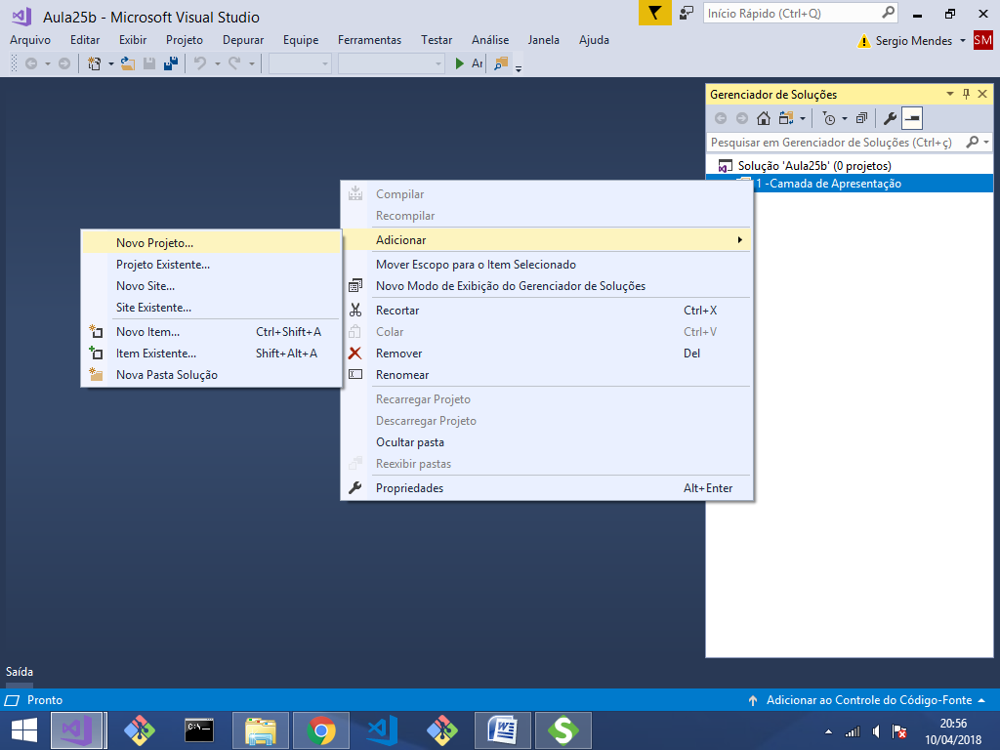 Aula25b - Microsoft Visual Studio
Início Rápido (Ctrl+Q)
Arquivo Editar Exibir Projeto Depurar Equipe Ferramentas Testar Análise Janela Ajuda
Sergio Mendes SM
Ar
Gerenciador de Soluções
Pesquisar em Gerenciador de Soluções (Ctrl+ç)
Solução 'Aula25b' (0 projetos)
1 -Camada de Apresentação
Compilar
Recompilar
Adicionar
Mover Escopo para o Item Selecionado
Novo Modo de Exibição do Gerenciador de Soluções
Recortar Ctrl+X
Colar Ctrl+V
Remover Del
Renomear
Recarregar Projeto
Descarregar Projeto
Ocultar pasta
Reexibir pastas
Propriedades Alt+Enter
Novo Projeto...
Projeto Existente...
Novo Site...
Site Existente...
Novo Item... Ctrl+Shift+A
Item Existente... Shift+Alt+A
Nova Pasta Solução
Saída
Pronto
Adicionar ao Controle do Código-Fonte
C:\
20:56
10/04/2018